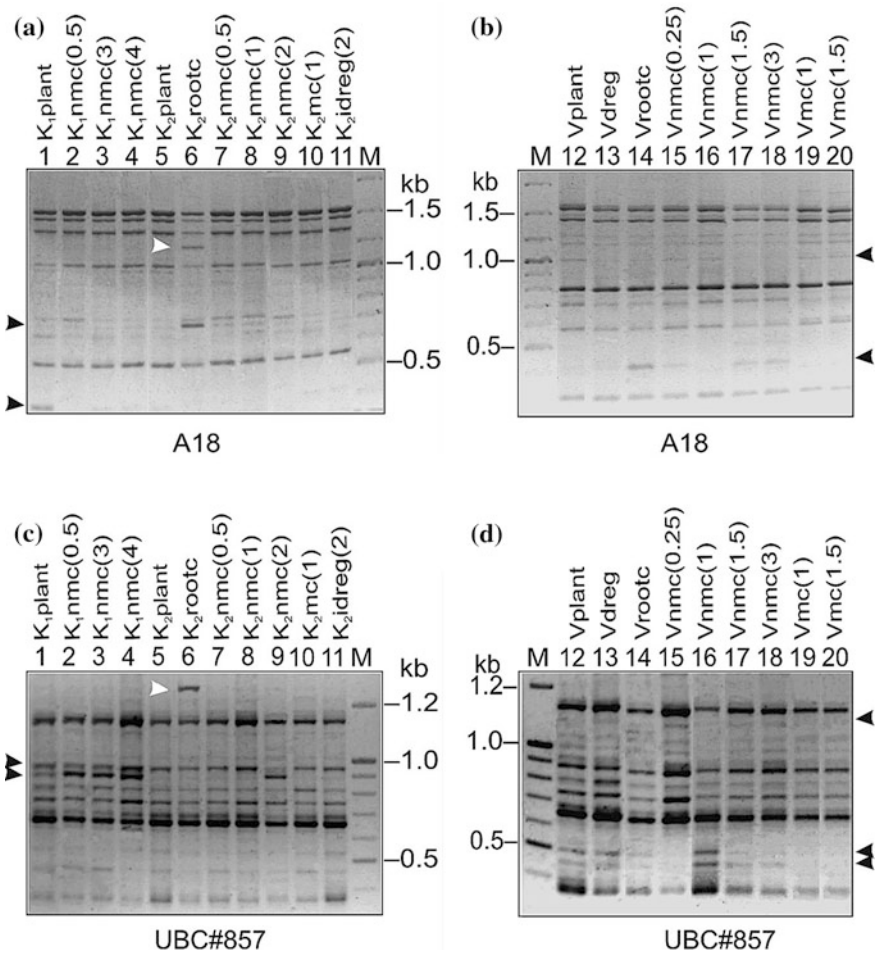 (a)
K₁plant
K₁nmc(0.5)
K₁nmc(3)
K₁nmc(4)
K₂plant
K₂rootc
K₂nmc(0.5)
K₂nmc(1)
K₂nmc(2)
K₂mc(1)
K₂idreg(2)
1 2 3 4 5 6 7 8 9 10 11 M
kb
1.5
1.0
0.5
A18
(b)
Vplant
Vdreg
Vrootc
Vnmc(0.25)
Vnmc(1)
Vnmc(1.5)
Vnmc(3)
Vmc(1)
Vmc(1.5)
M 12 13 14 15 16 17 18 19 20
kb
1.5
1.0
0.5
A18
(c)
K₁plant
K₁nmc(0.5)
K₁nmc(3)
K₁nmc(4)
K₂plant
K₂rootc
K₂nmc(0.5)
K₂nmc(1)
K₂nmc(2)
K₂mc(1)
K₂idreg(2)
1 2 3 4 5 6 7 8 9 10 11 M
kb
1.2
1.0
0.5
UBC#857
(d)
Vplant
Vdreg
Vrootc
Vnmc(0.25)
Vnmc(1)
Vnmc(1.5)
Vnmc(3)
Vmc(1)
Vmc(1.5)
M 12 13 14 15 16 17 18 19 20
kb
1.2
1.0
0.5
UBC#857